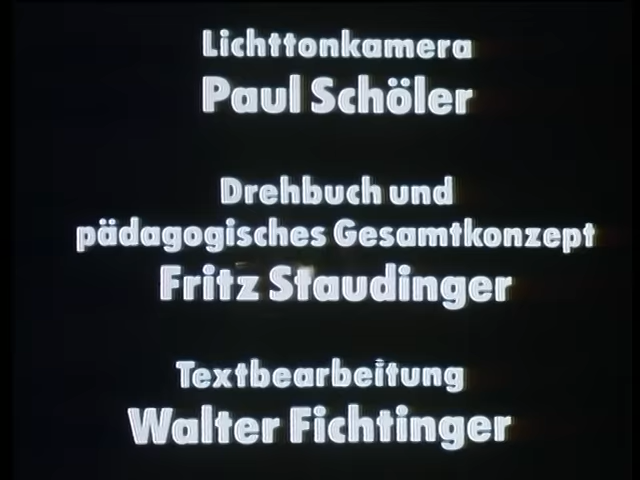 Lichttonkamera
Paul Schöler
Drehbuch und
pädagogisches Gesamtkonzept
Fritz Staudinger
Textbearbeitung
Walter Fichtinger